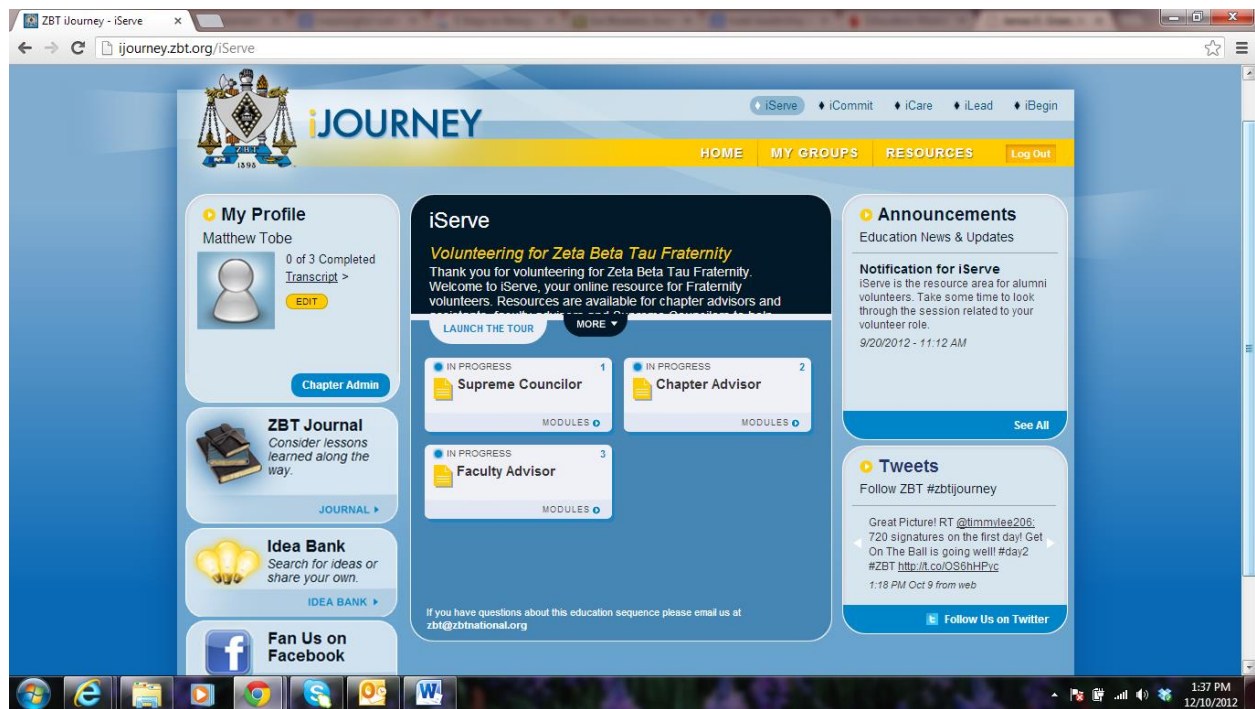 ZBT iJourney - iServe
ijourney.zbt.org/iServe
ZBT
1898
iJOURNEY
iServe iCommit iCare iLead iBegin
HOME MY GROUPS RESOURCES Log Out
My Profile
Matthew Tobe
0 of 3 Completed
Transcript >
EDIT
Chapter Admin
ZBT Journal
Consider lessons
learned along the
way.
JOURNAL
Idea Bank
Search for ideas or
share your own.
IDEA BANK
Fan Us on
Facebook
iServe
Volunteering for Zeta Beta Tau Fraternity
Thank you for volunteering for Zeta Beta Tau Fraternity.
Welcome to iServe, your online resource for Fraternity
volunteers. Resources are available for chapter advisors and
LAUNCH THE TOUR
MORE
IN PROGRESS 1
Supreme Councilor
MODULES
IN PROGRESS 2
Chapter Advisor
MODULES
IN PROGRESS 3
Faculty Advisor
MODULES
If you have questions about this education sequence please email us at
zbt@zbtnational.org
Announcements
Education News & Updates
Notification for iServe
iServe is the resource area for alumni
volunteers. Take some time to look
through the session related to your
volunteer role.
9/20/2012 - 11:12 AM
See All
Tweets
Follow ZBT #zbtijourney
Great Picture! RT @timmylee206:
720 signatures on the first day! Get
On The Ball is going well! #day2
#ZBT http://t.co/OS6hHPyc
1:18 PM Oct 9 from web
Follow Us on Twitter
1:37 PM
12/10/2012